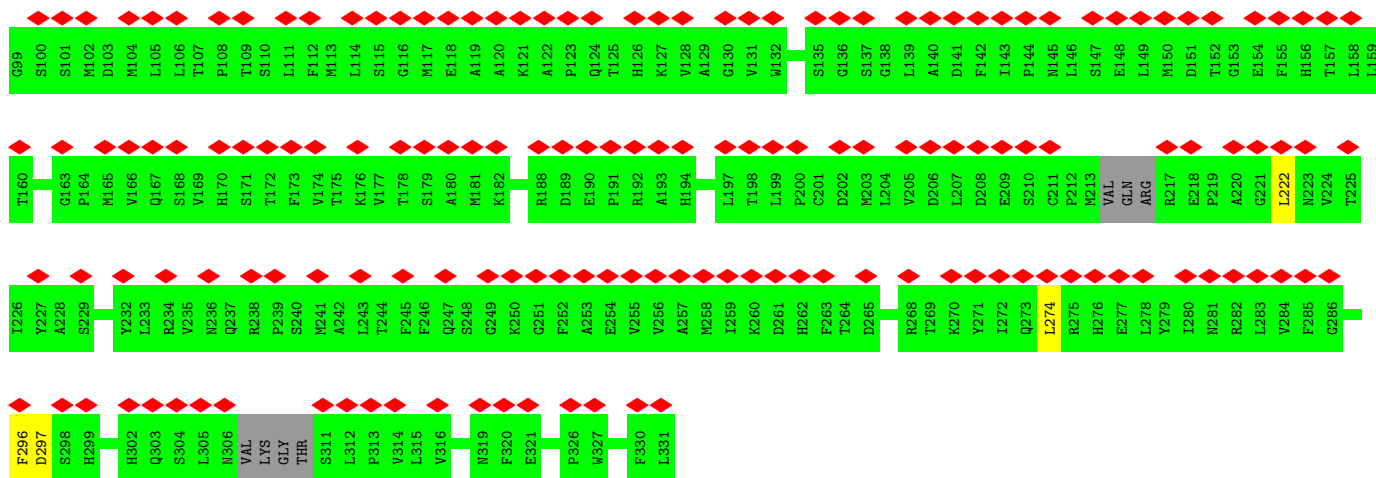 G99 S100 S101 M102 D103 M104 L105 L106 T107 P108 T109 S110 L111 F112 M113 L114 S115 G116 M117 E118 A119 A120 K121 A122 P123 Q124 T125 H126 K127 V128 A129 G130 V131 W132 S135 G136 S137 G138 L139 A140 D141 F142 I143 P144 N145 L146 S147 E148 L149 M150 D151 T152 G153 E154 F155 H156 T157 L158 L159
T160 G163 P164 M165 V166 Q167 S168 V169 H170 S171 T172 F173 V174 T175 K176 V177 T178 S179 A180 M181 K182 R188 D189 E190 P191 R192 A193 H194 L197 T198 L199 P200 C201 D202 M203 L204 V205 D206 L207 D208 E209 S210 C211 P212 M213 VAL GLN ARG R217 E218 P219 A220 G221 L222 N223 V224 T225
I226 Y227 A228 S229 Y232 L233 R234 V235 N236 Q237 R238 P239 S240 M241 A242 L243 T244 F245 F246 Q247 S248 G249 K250 G251 F252 A253 E254 V255 V256 A257 M258 I259 K260 D261 H262 F263 T264 D265 R268 T269 K270 Y271 I272 Q273 L274 R275 H276 E277 L278 Y279 I280 N281 R282 L283 V284 F285 G286
F296 D297 S298 H299 H302 Q303 S304 L305 N306 VAL LYS GLY THR S311 L312 P313 V314 L315 V316 N319 F320 E321 P326 W327 F330 L331